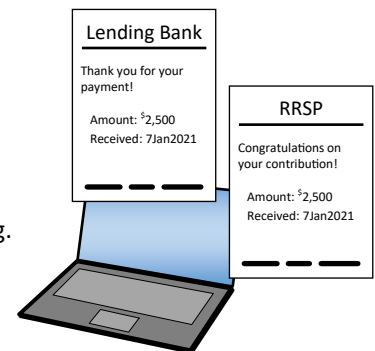 Lending Bank
Thank you for your
payment!
Amount: $2,500
Received: 7Jan2021
RRSP
Congratulations on
your contribution!
Amount: $2,500
Received: 7Jan2021
g.